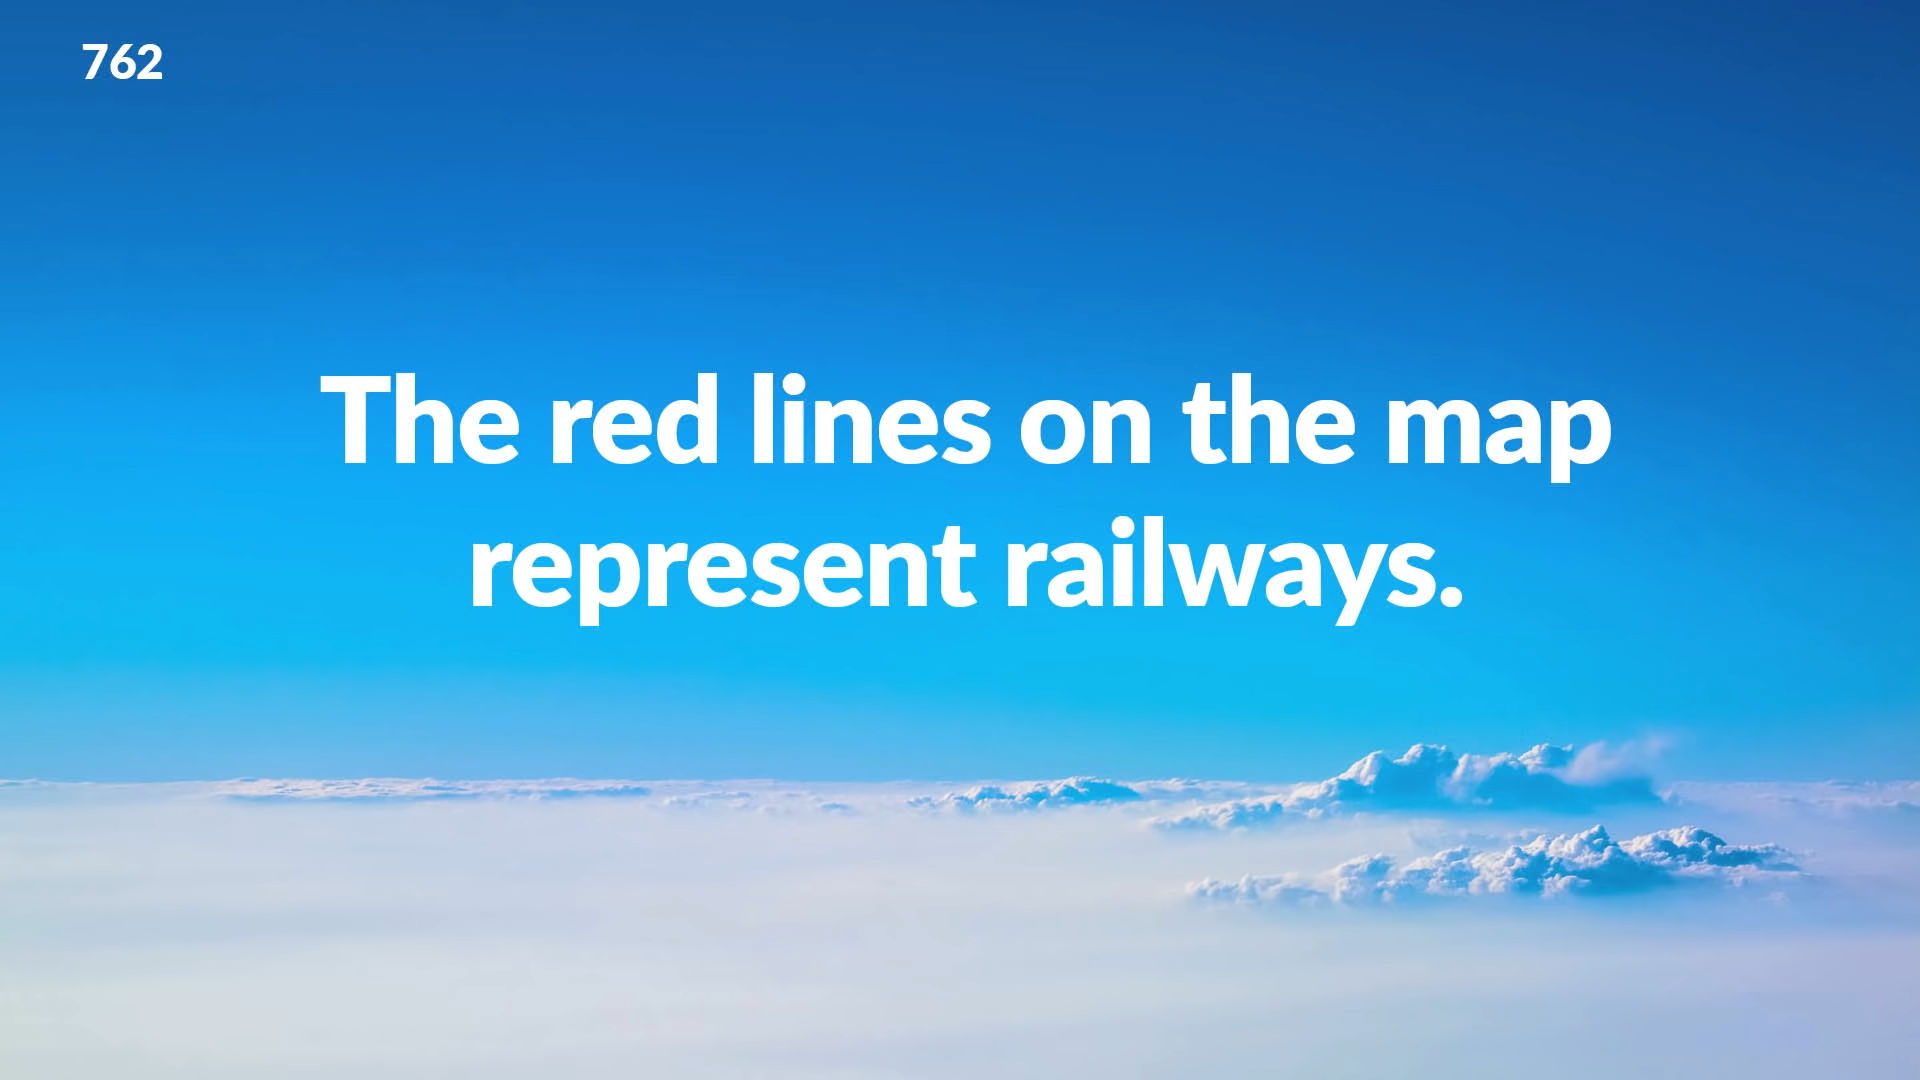 762
The red lines on the map
represent railways.